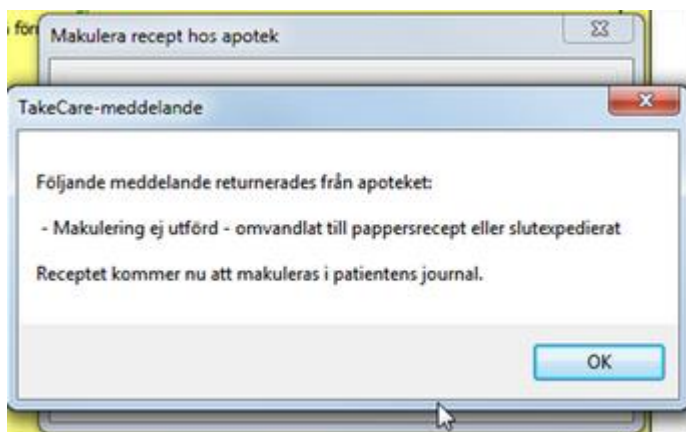 för
Makulera recept hos apotek
TakeCare-meddelande
Följande meddelande returnerades från apoteket:
- Makulering ej utförd - omvandlat till pappersrecept eller slutexpedierat
Receptet kommer nu att makuleras i patientens journal.
OK